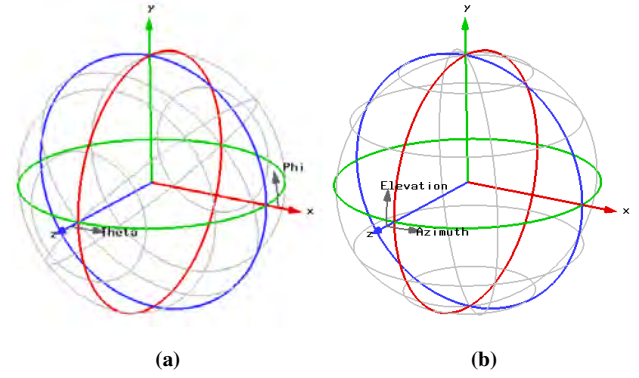 y
y
Phi
x
z
Theta
Elevation
x
z
Azimuth
(a)
(b)